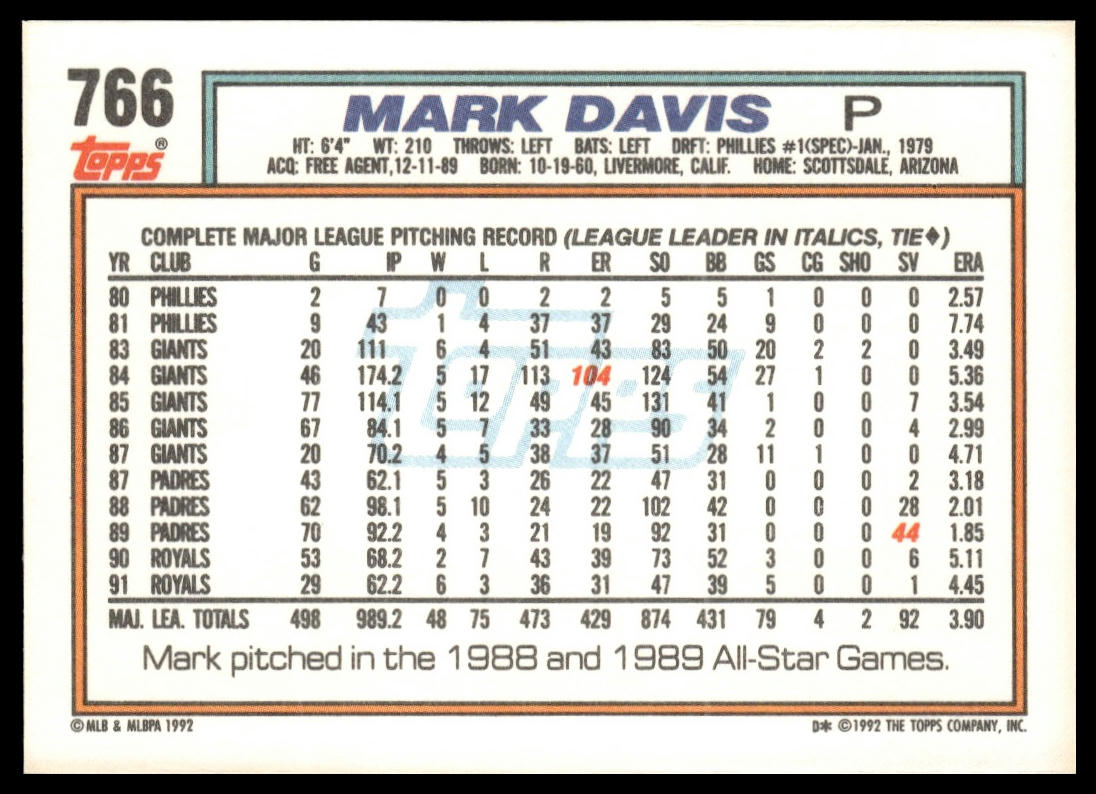 766
Topps®
MARK DAVIS P
HT: 6'4" WT: 210 THROWS: LEFT BATS: LEFT DRFT: PHILLIES #1(SPEC)-JAN., 1979
ACQ: FREE AGENT,12-11-89 BORN: 10-19-60, LIVERMORE, CALIF. HOME: SCOTTSDALE, ARIZONA
COMPLETE MAJOR LEAGUE PITCHING RECORD (LEAGUE LEADER IN ITALICS, TIE♦)
YR CLUB G IP W L R ER SO BB GS CG SHO SV ERA
80 PHILLIES 2 7 0 0 2 2 5 5 1 0 0 0 2.57
81 PHILLIES 9 43 1 4 37 37 29 24 9 0 0 0 7.74
83 GIANTS 20 111 6 4 51 43 83 50 20 2 2 0 3.49
84 GIANTS 46 174.2 5 17 113 104 124 54 27 1 0 0 5.36
85 GIANTS 77 114.1 5 12 49 45 131 41 1 0 0 7 3.54
86 GIANTS 67 84.1 5 7 33 28 90 34 2 0 0 4 2.99
87 GIANTS 20 70.2 4 5 38 37 51 28 11 1 0 0 4.71
87 PADRES 43 62.1 5 3 26 22 47 31 0 0 0 2 3.18
88 PADRES 62 98.1 5 10 24 22 102 42 0 0 0 28 2.01
89 PADRES 70 92.2 4 3 21 19 92 31 0 0 0 44 1.85
90 ROYALS 53 68.2 2 7 43 39 73 52 3 0 0 6 5.11
91 ROYALS 29 62.2 6 3 36 31 47 39 5 0 0 1 4.45
MAJ. LEA. TOTALS 498 989.2 48 75 473 429 874 431 79 4 2 92 3.90
Topps
Mark pitched in the 1988 and 1989 All-Star Games.
©MLB & MLBPA 1992 D* ©1992 THE TOPPS COMPANY, INC.